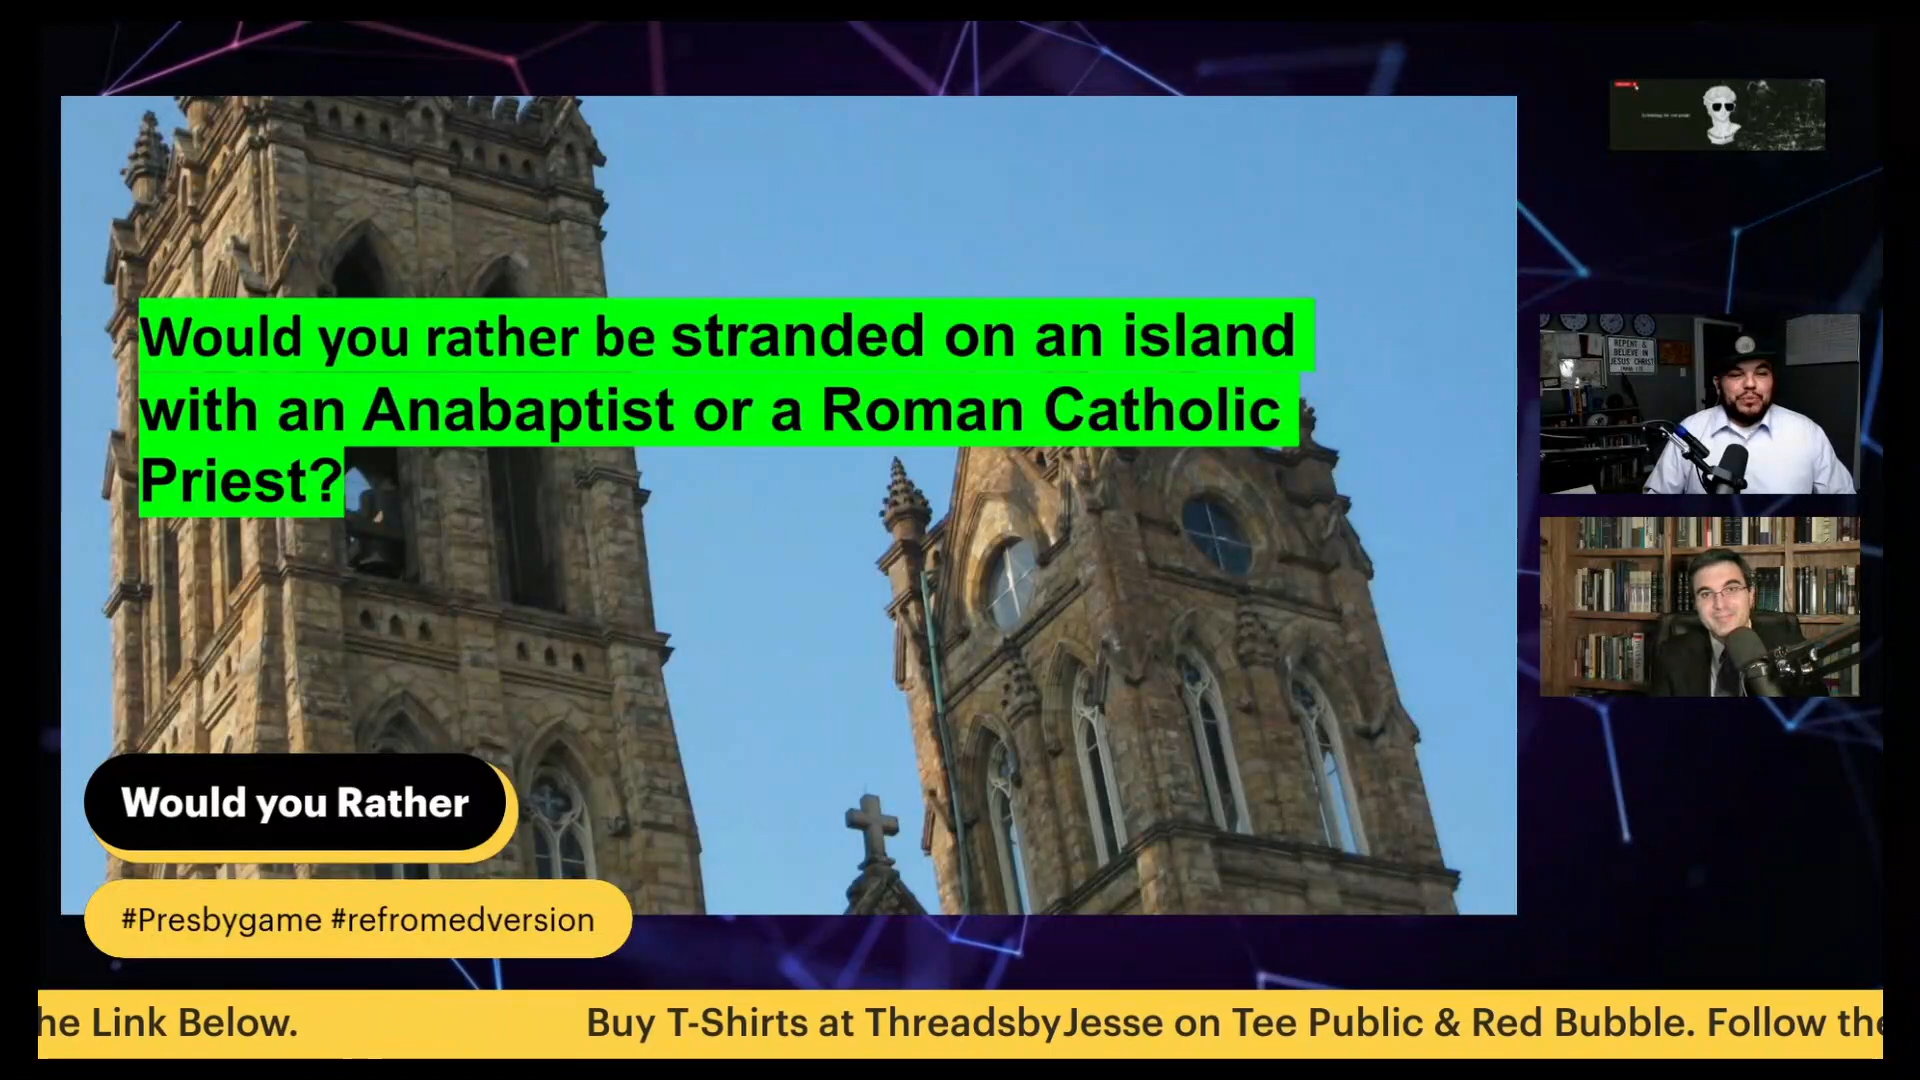 Would you rather be stranded on an island
with an Anabaptist or a Roman Catholic
Priest?
REPENT &
BELIEVE IN
JESUS CHRIST
Would you Rather
#Presbygame #refromedversion
he Link Below. Buy T-Shirts at ThreadsbyJesse on Tee Public & Red Bubble. Follow the